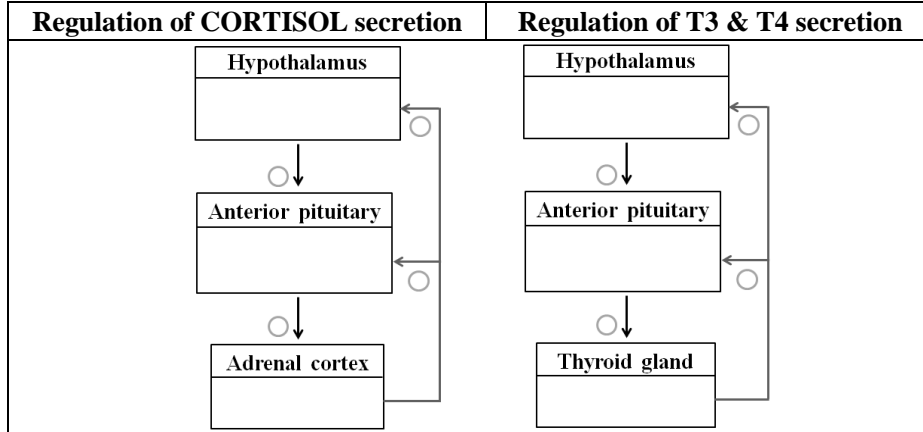 Regulation of CORTISOL secretion
Regulation of T3 & T4 secretion
Hypothalamus
Anterior pituitary
Adrenal cortex
Hypothalamus
Anterior pituitary
Thyroid gland